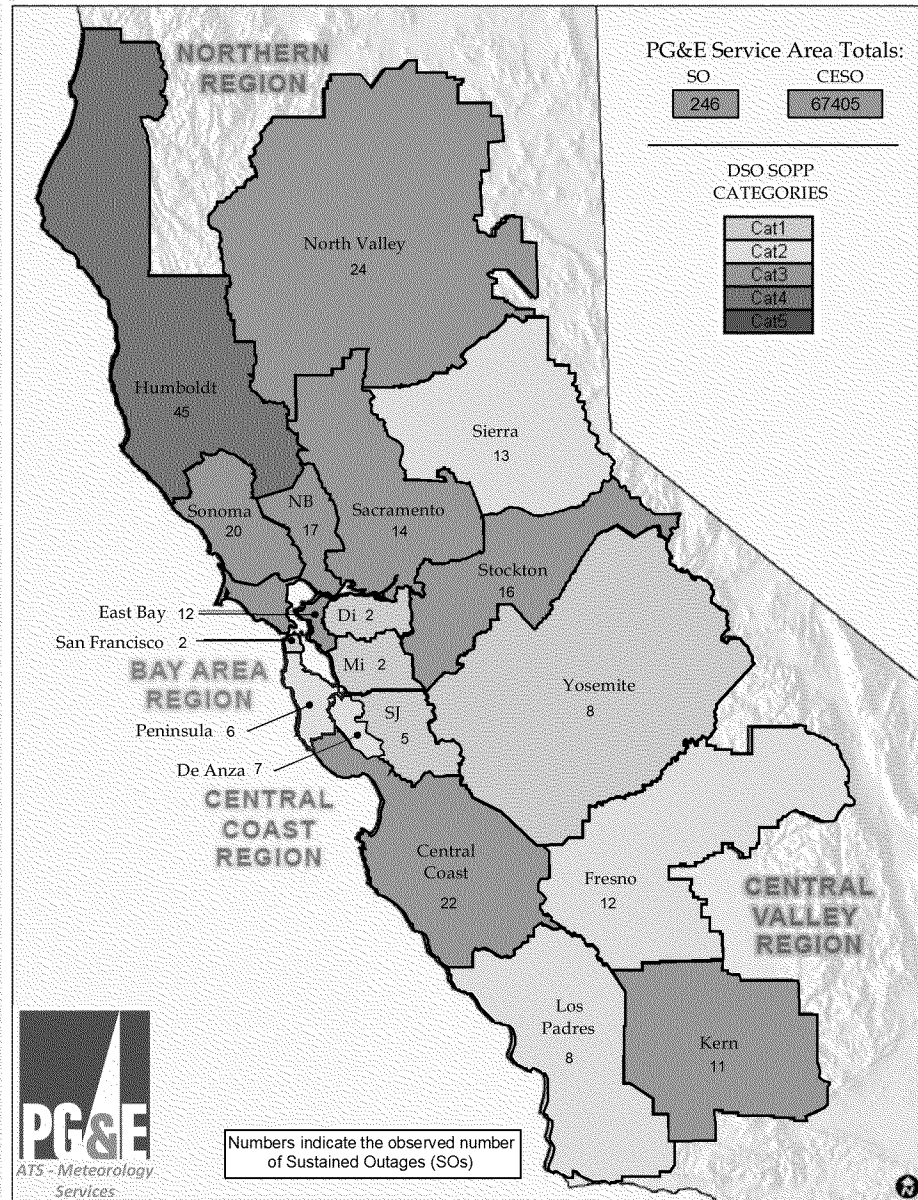 NORTHERN
REGION
PG&E Service Area Totals:
SO CESO
246 67405
DSO SOPP
CATEGORIES
Cat1
Cat2
Cat3
Cat4
Cat5
North Valley
24
Humboldt
45
Sierra
13
NB
17
Sonoma
20
Sacramento
14
Stockton
16
East Bay 12
Di 2
San Francisco 2
Mi 2
BAY AREA
REGION
Yosemite
8
Peninsula 6
SJ
5
De Anza 7
CENTRAL
COAST
REGION
Central
Coast
22
Fresno
12
CENTRAL
VALLEY
REGION
Los
Padres
8
Kern
11
PG&E
ATS - Meteorology
Services
Numbers indicate the observed number
of Sustained Outages (SOs)